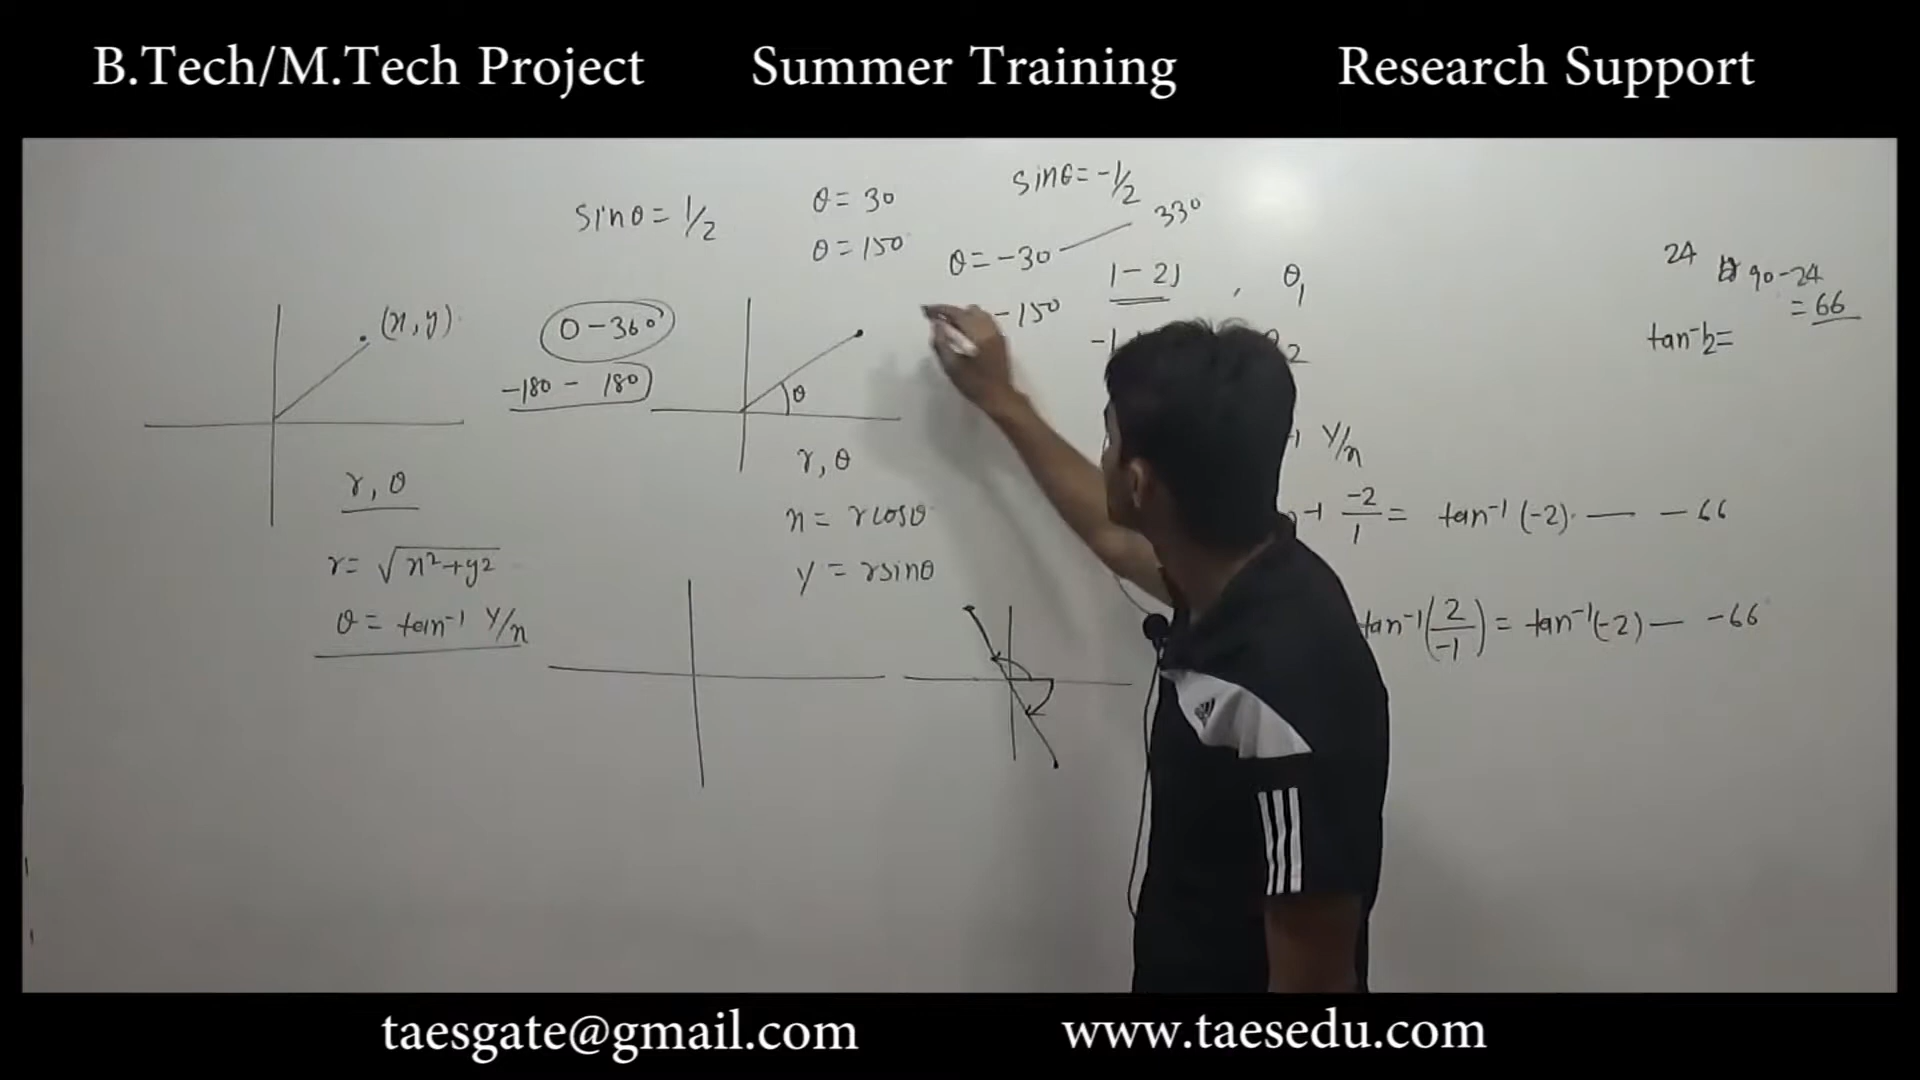 B.Tech/M.Tech Project Summer Training Research Support
sinθ = 1/2
θ = 30
θ = 150
sinθ = -1/2
θ = -30 330
-150
1 - 2j , θ1
-1
2
24
90-24
= 66
(x, y)
0 - 360
-180 - 180
θ
r, θ
r = √x²+y²
θ = tan⁻¹ y/x
r, θ
x = r cosθ
y = r sinθ
y/x
-1 -2/1 = tan⁻¹ (-2) — -66
tan⁻¹(2/-1) = tan⁻¹(-2) — -66
taesgate@gmail.com www.taesedu.com